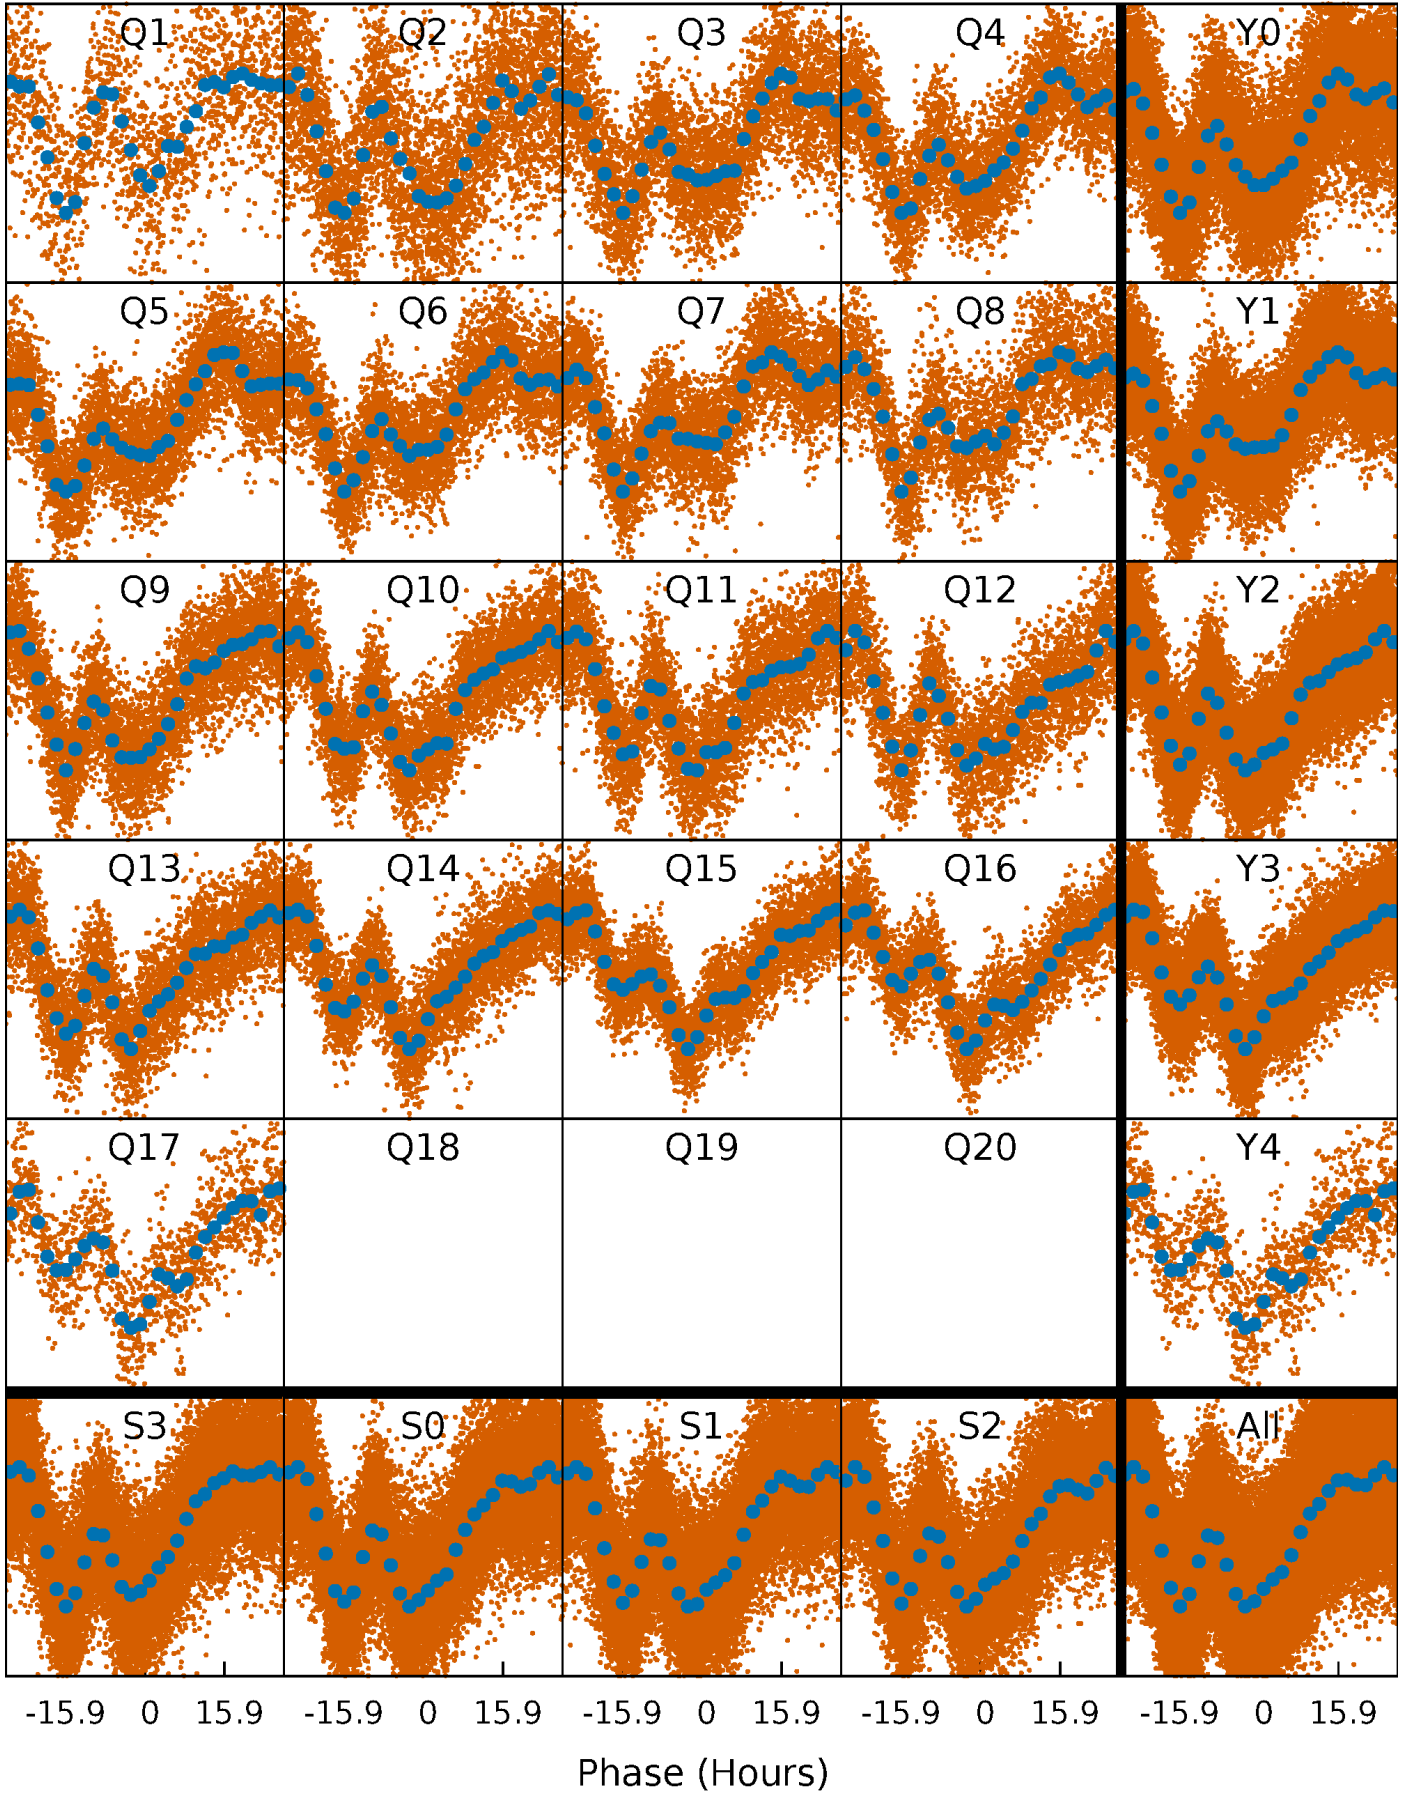 Q1 Q2 Q3 Q4 Y0
Q5 Q6 Q7 Q8 Y1
Q9 Q10 Q11 Q12 Y2
Q13 Q14 Q15 Q16 Y3
Q17 Q18 Q19 Q20 Y4
S3 S0 S1 S2 All
-15.9 0 15.9 -15.9 0 15.9 -15.9 0 15.9 -15.9 0 15.9 -15.9 0 15.9
Phase (Hours)